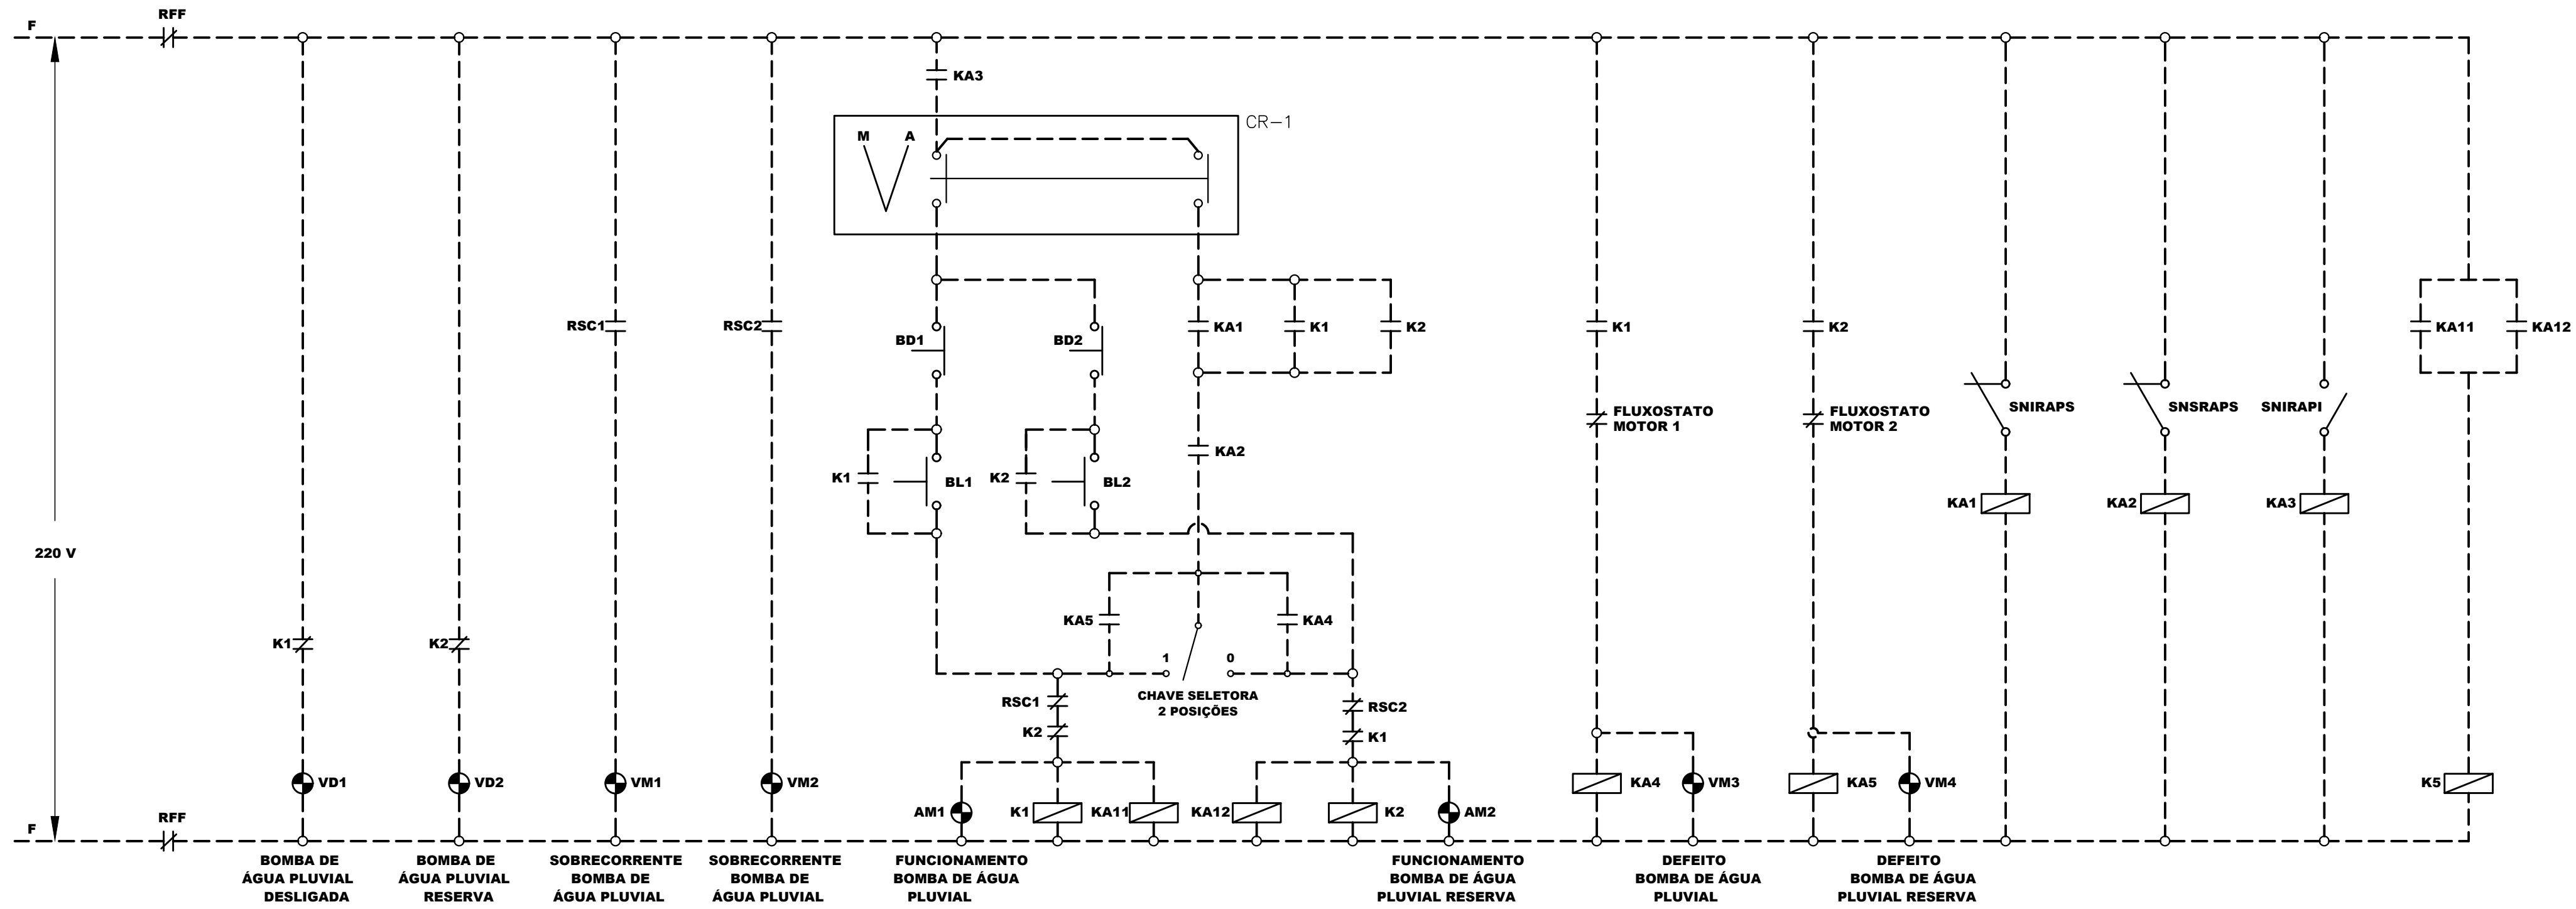 F
RFF
KA3
CR-1
M A
RSC1
RSC2
BD1
BD2
KA1
K1
K2
K1
K2
KA11
KA12
FLUXOSTATO
MOTOR 1
FLUXOSTATO
MOTOR 2
SNIRAPS
SNSRAPS
SNIRAPI
KA2
K1
BL1
K2
BL2
KA1
KA2
KA3
220 V
K1
K2
KA5
KA4
1
0
CHAVE SELETORA
2 POSIÇÕES
RSC1
K2
RSC2
K1
VD1
VD2
VM1
VM2
AM1
K1
KA11
KA12
K2
AM2
KA4
VM3
KA5
VM4
K5
F
RFF
BOMBA DE
ÁGUA PLUVIAL
DESLIGADA
BOMBA DE
ÁGUA PLUVIAL
RESERVA
SOBRECORRENTE
BOMBA DE
ÁGUA PLUVIAL
SOBRECORRENTE
BOMBA DE
ÁGUA PLUVIAL
FUNCIONAMENTO
BOMBA DE ÁGUA
PLUVIAL
FUNCIONAMENTO
BOMBA DE ÁGUA
PLUVIAL RESERVA
DEFEITO
BOMBA DE ÁGUA
PLUVIAL
DEFEITO
BOMBA DE ÁGUA
PLUVIAL RESERVA